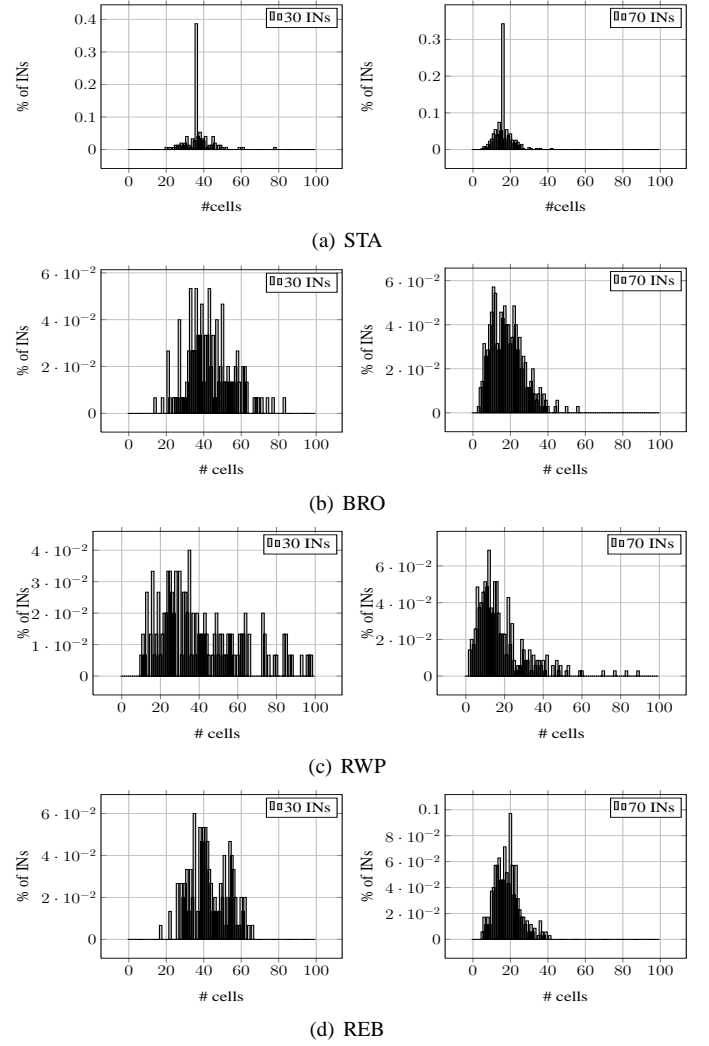 0.4
0.3
0.2
0.1
0
% of INs
30 INs
0 20 40 60 80 100
#cells
0.3
0.2
0.1
0
% of INs
70 INs
0 20 40 60 80 100
#cells
(a) STA
6 · 10⁻²
4 · 10⁻²
2 · 10⁻²
0
% of INs
30 INs
0 20 40 60 80 100
# cells
6 · 10⁻²
4 · 10⁻²
2 · 10⁻²
0
% of INs
70 INs
0 20 40 60 80 100
# cells
(b) BRO
4 · 10⁻²
3 · 10⁻²
2 · 10⁻²
1 · 10⁻²
0
% of INs
30 INs
0 20 40 60 80 100
# cells
6 · 10⁻²
4 · 10⁻²
2 · 10⁻²
0
% of INs
70 INs
0 20 40 60 80 100
# cells
(c) RWP
6 · 10⁻²
4 · 10⁻²
2 · 10⁻²
0
% of INs
30 INs
0 20 40 60 80 100
# cells
0.1
8 · 10⁻²
6 · 10⁻²
4 · 10⁻²
2 · 10⁻²
0
% of INs
70 INs
0 20 40 60 80 100
# cells
(d) REB